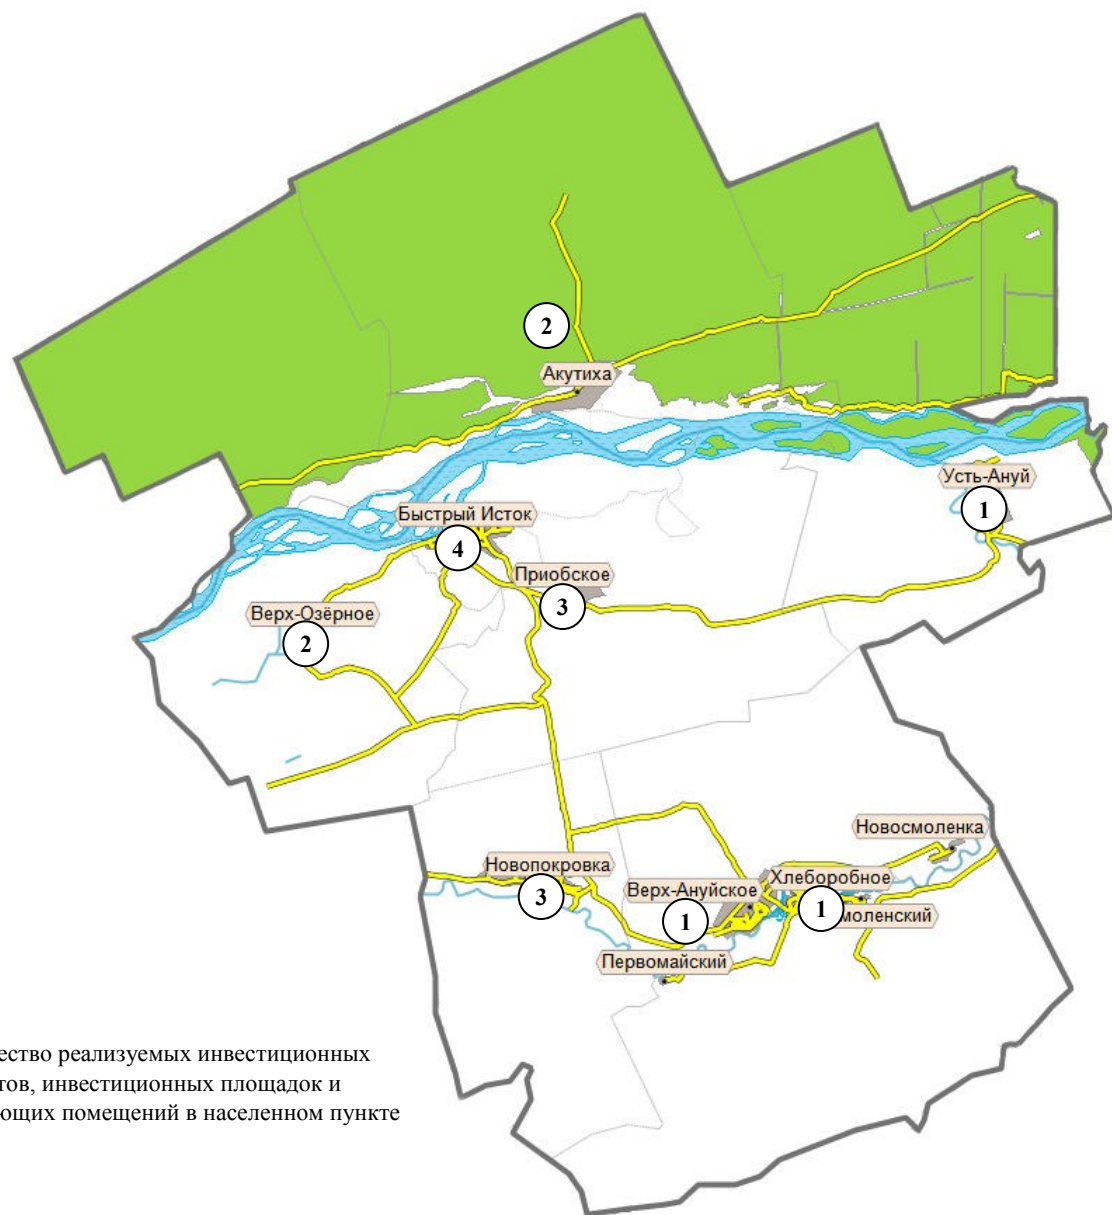 2
Акутиха
Усть-Ануй
1
Быстрый Исток
4
Приобское
3
Верх-Озёрное
2
Новосмоленка
Новопокровка
3
Хлеборобное
1
Верх-Ануйское
1
моленский
Первомайский
ество реализуемых инвестиционных
тов, инвестиционных площадок и
ющих помещений в населенном пункте